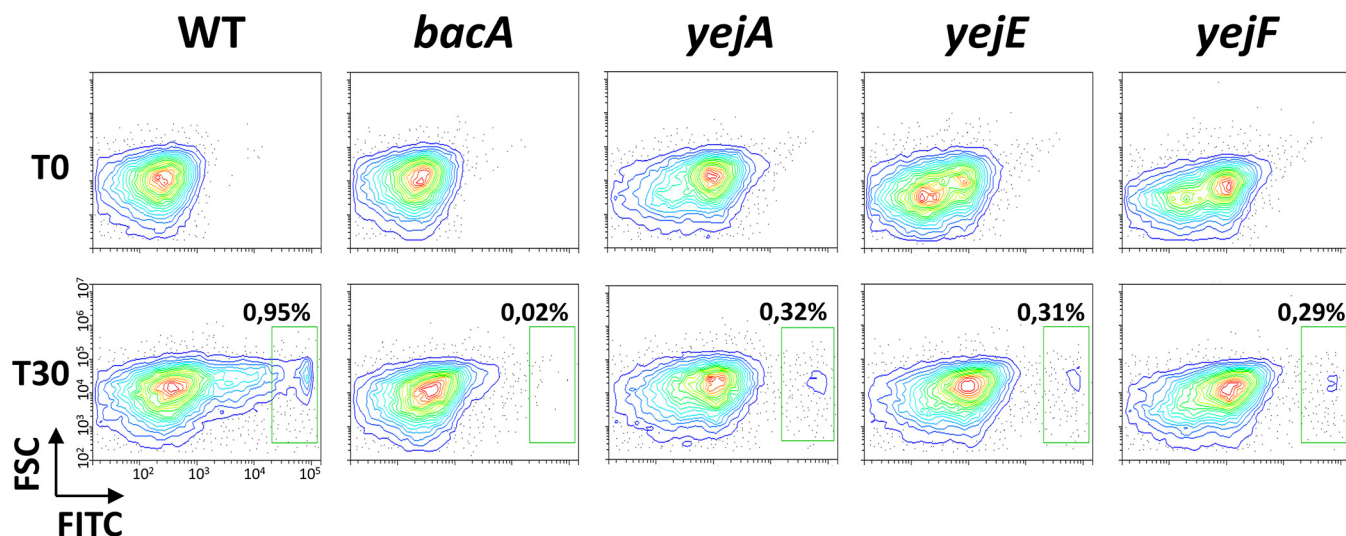 WT bacA yejA yejE yejF
T0
T30
0,95% 0,02% 0,32% 0,31% 0,29%
10⁷
10⁶
10⁵
10⁴
10³
10²
10² 10³ 10⁴ 10⁵
FSC
FITC